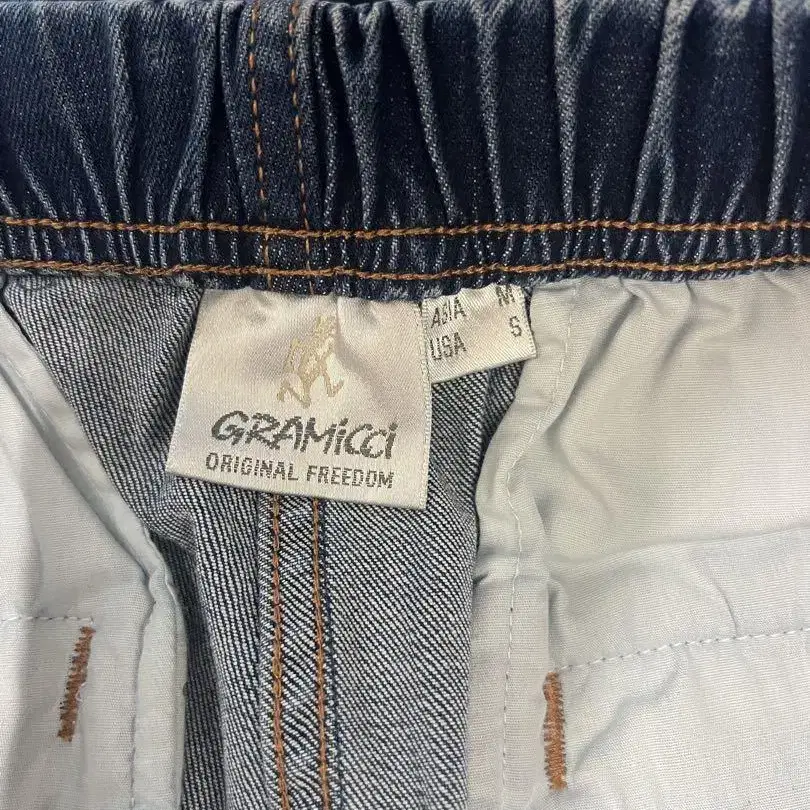 GRAMiCCi
ORIGINAL FREEDOM
ASIA M
USA S